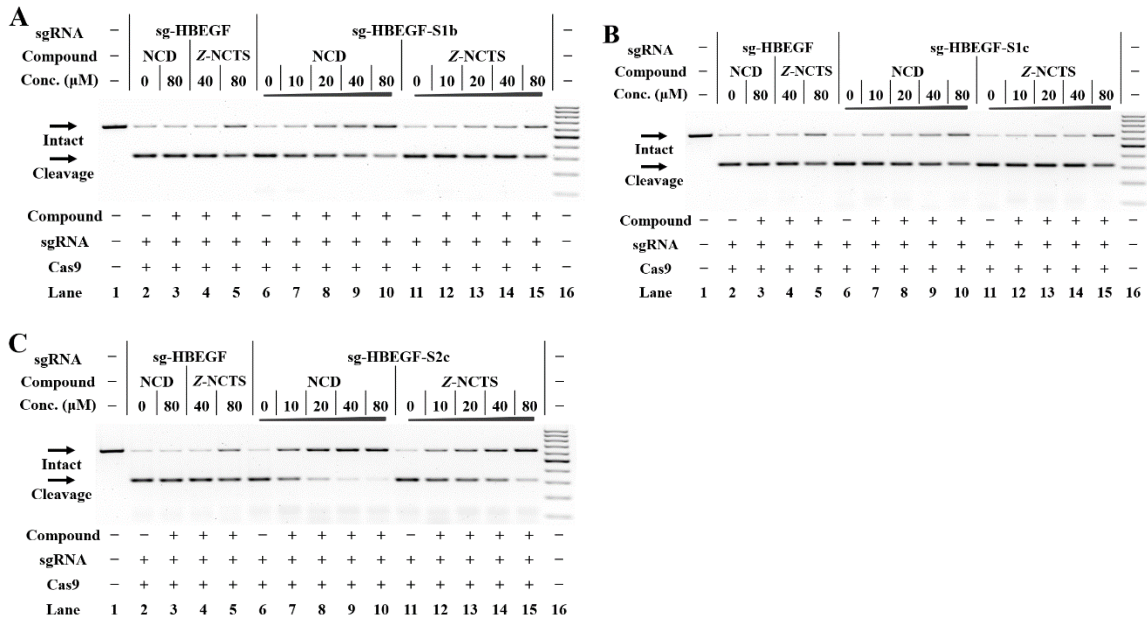 A
sgRNA – sg-HBEGF sg-HBEGF-S1b –
Compound – NCD Z-NCTS NCD Z-NCTS –
Conc. (μM) – 0 80 40 80 0 10 20 40 80 0 10 20 40 80 –
Intact
Cleavage
Compound – – + + + – + + + + – + + + + –
sgRNA – + + + + + + + + + + + + + + –
Cas9 – + + + + + + + + + + + + + + –
Lane 1 2 3 4 5 6 7 8 9 10 11 12 13 14 15 16
B
sgRNA – sg-HBEGF sg-HBEGF-S1c –
Compound – NCD Z-NCTS NCD Z-NCTS –
Conc. (μM) – 0 80 40 80 0 10 20 40 80 0 10 20 40 80 –
Intact
Cleavage
Compound – – + + + – + + + + – + + + + –
sgRNA – + + + + + + + + + + + + + + –
Cas9 – + + + + + + + + + + + + + + –
Lane 1 2 3 4 5 6 7 8 9 10 11 12 13 14 15 16
C
sgRNA – sg-HBEGF sg-HBEGF-S2c –
Compound – NCD Z-NCTS NCD Z-NCTS –
Conc. (μM) – 0 80 40 80 0 10 20 40 80 0 10 20 40 80 –
Intact
Cleavage
Compound – – + + + – + + + + – + + + + –
sgRNA – + + + + + + + + + + + + + + –
Cas9 – + + + + + + + + + + + + + + –
Lane 1 2 3 4 5 6 7 8 9 10 11 12 13 14 15 16